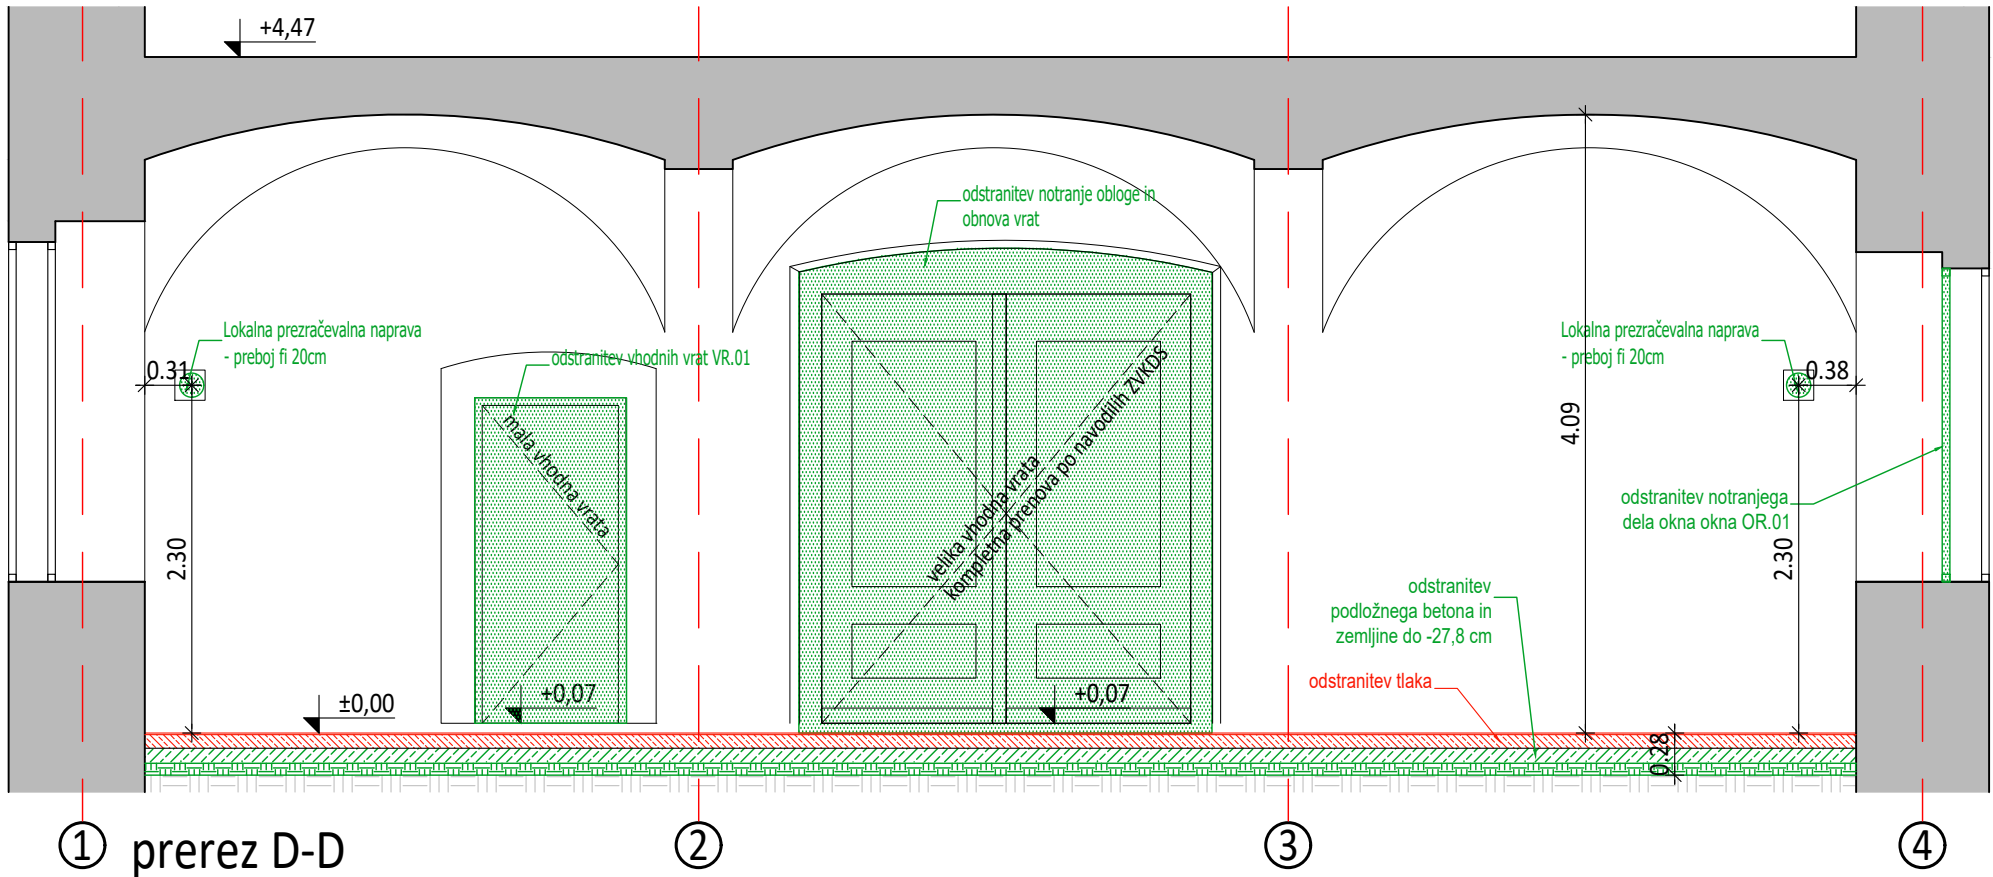 +4,47
odstranitev notranje obloge in
obnova vrat
Lokalna prezračevalna naprava
- preboj fi 20cm
odstranitev vhodnih vrat VR.01
Lokalna prezračevalna naprava
- preboj fi 20cm
0.31
0.38
mala vhodna vrata
velika vhodna vrata
kompletna prenova po navodilih ZVKDS
4.09
2.30
2.30
odstranitev notranjega
dela okna okna OR.01
odstranitev
podložnega betona in
zemljine do -27,8 cm
odstranitev tlaka
±0,00
+0,07
+0,07
0.28
1
prerez D-D
2
3
4